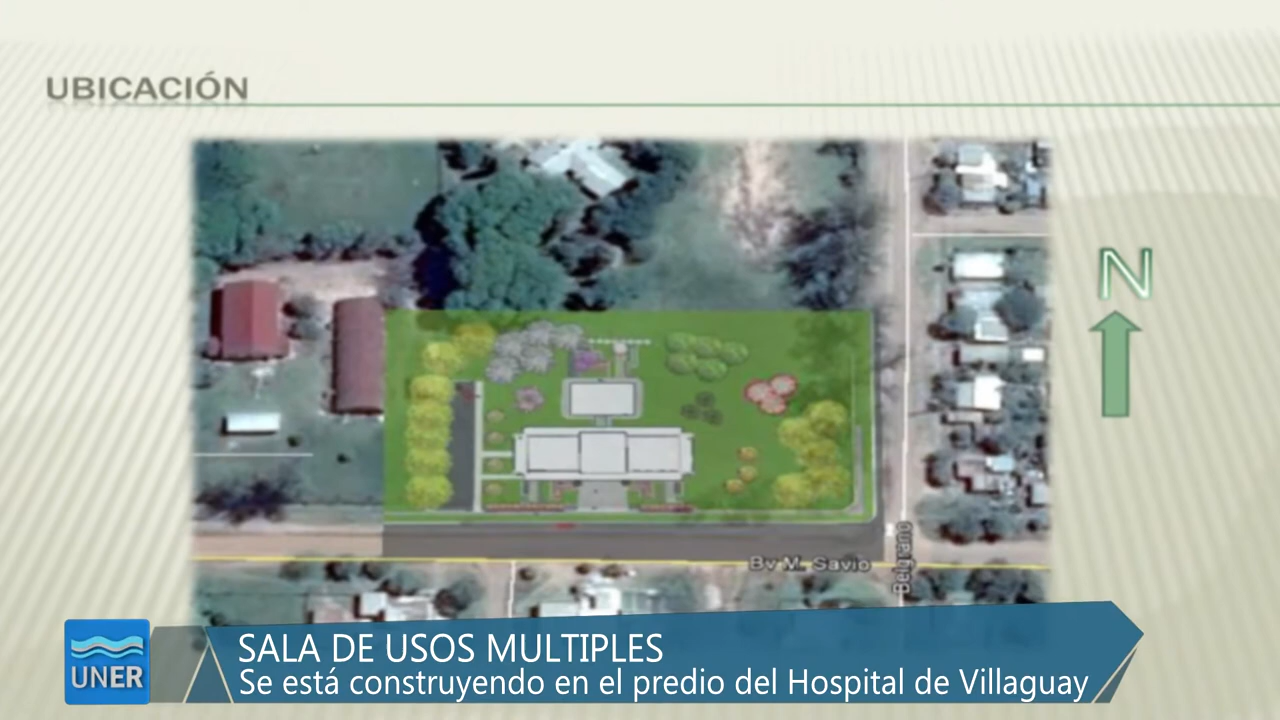 UBICACIÓN
N
Bv M. Savio
Belgrano
SALA DE USOS MULTIPLES
Se está construyendo en el predio del Hospital de Villaguay
UNER